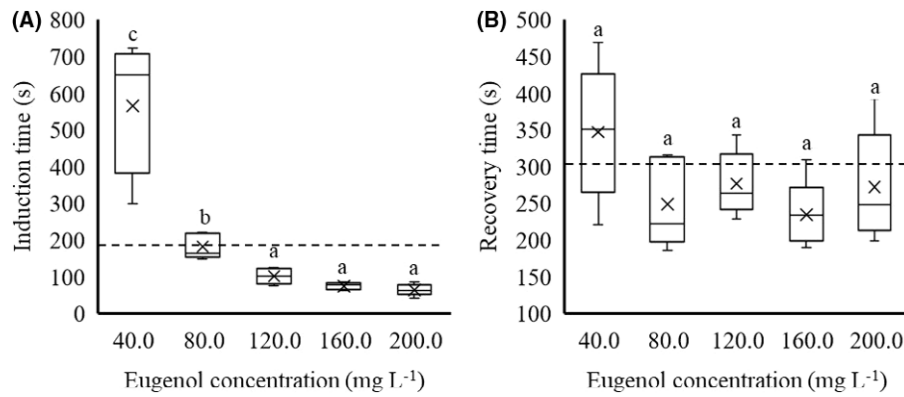 (A)
800
700
600
500
400
300
200
100
0
Induction time (s)
c
b
a
a
a
40.0 80.0 120.0 160.0 200.0
Eugenol concentration (mg L⁻¹)
(B)
500
450
400
350
300
250
200
150
100
Recovery time (s)
a
a
a
a
a
40.0 80.0 120.0 160.0 200.0
Eugenol concentration (mg L⁻¹)